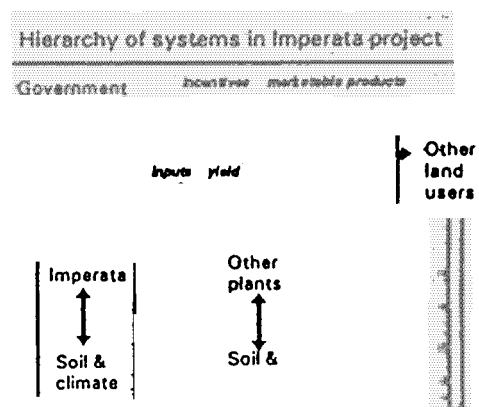 Hierarchy of systems in Imperata project
Government incentives marketable products
Inputs yield
Other
land
users
Imperata
Other
plants
Soil &
climate
Soil &